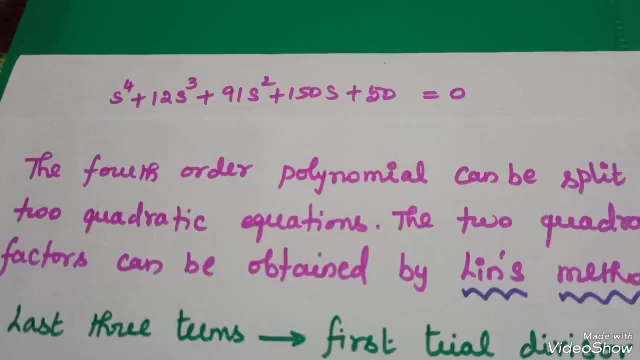 s⁴+12s³+91s²+150s+50 = 0
The fourth order polynomial can be split
two quadratic equations. The two
factors can be obtained by Lin's
Last three terms → first trial
Made with
VideoShow